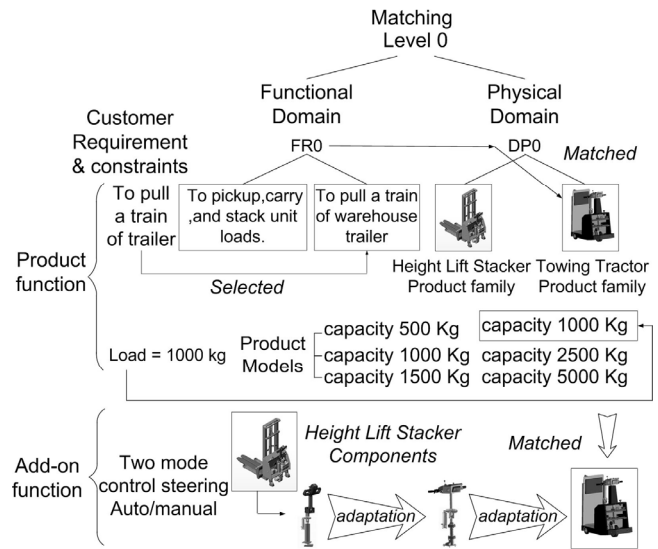 Matching
Level 0
Functional
Domain
Physical
Domain
Customer
Requirement
& constraints
FR0
DP0
Matched
To pull
a train
of trailer
To pickup,carry
,and stack unit
loads.
To pull a train
of warehouse
trailer
Product
function
Selected
Height Lift Stacker
Product family
Towing Tractor
Product family
Load = 1000 kg
Product
Models
capacity 500 Kg
capacity 1000 Kg
capacity 1500 Kg
capacity 1000 Kg
capacity 2500 Kg
capacity 5000 Kg
Add-on
function
Two mode
control steering
Auto/manual
Height Lift Stacker
Components
Matched
adaptation
adaptation